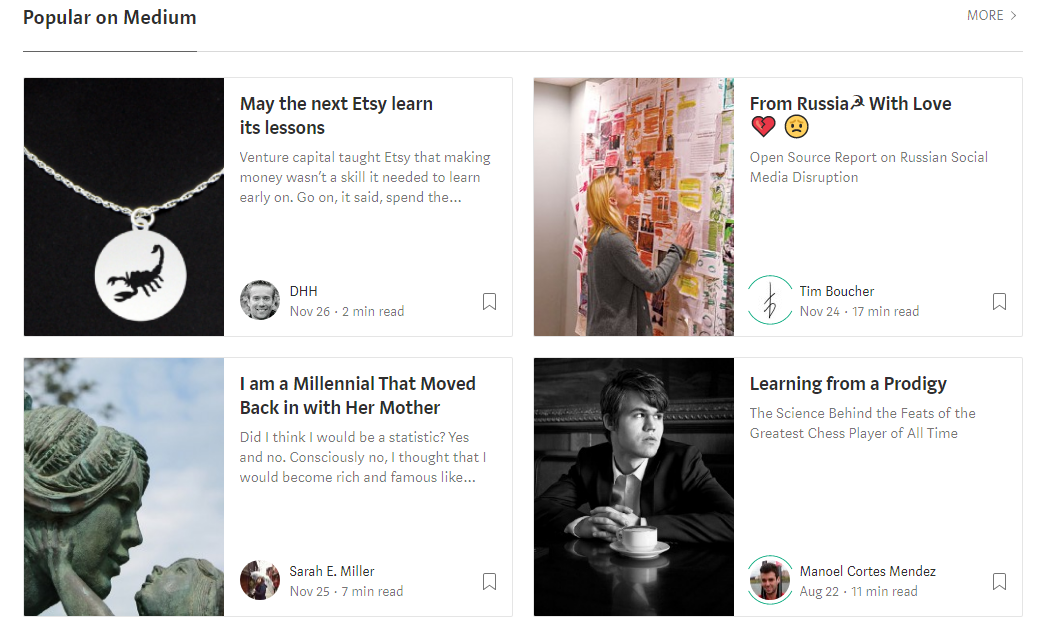 Popular on Medium
MORE
May the next Etsy learn
its lessons
Venture capital taught Etsy that making
money wasn’t a skill it needed to learn
early on. Go on, it said, spend the…
DHH
Nov 26 · 2 min read
From Russia☭ With Love
💔 😟
Open Source Report on Russian Social
Media Disruption
Tim Boucher
Nov 24 · 17 min read
I am a Millennial That Moved
Back in with Her Mother
Did I think I would be a statistic? Yes
and no. Consciously no, I thought that I
would become rich and famous like…
Sarah E. Miller
Nov 25 · 7 min read
Learning from a Prodigy
The Science Behind the Feats of the
Greatest Chess Player of All Time
Manoel Cortes Mendez
Aug 22 · 11 min read